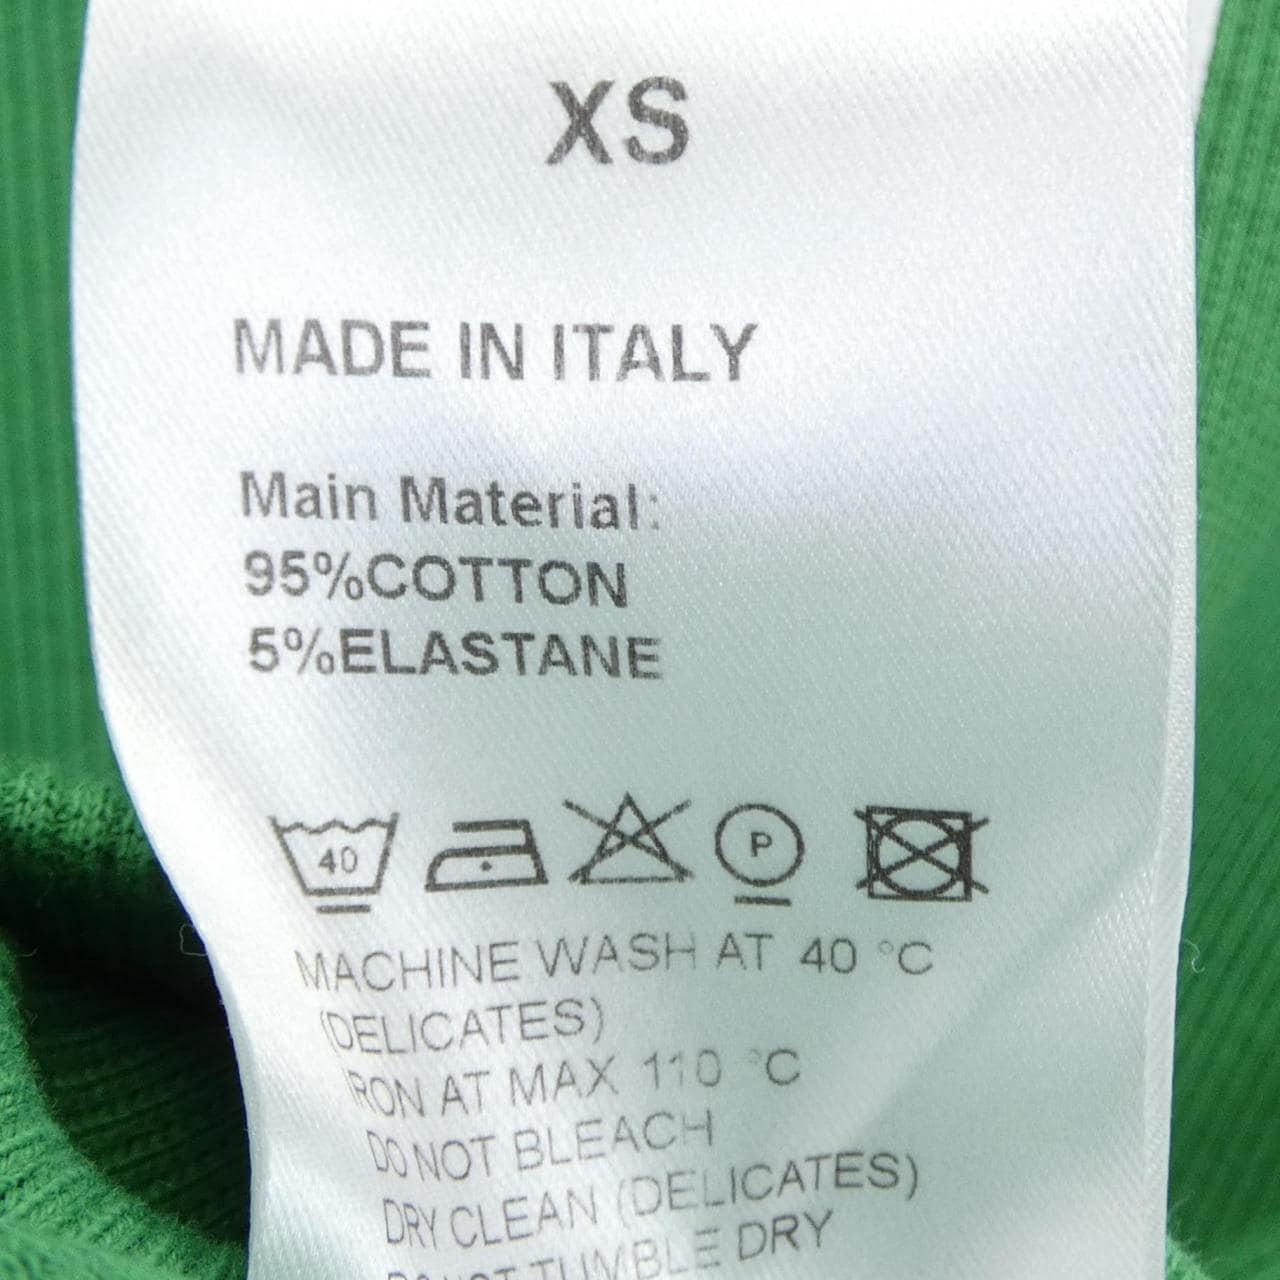 XS
MADE IN ITALY
Main Material:
95%COTTON
5%ELASTANE
40 P
MACHINE WASH AT 40 °C
(DELICATES)
IRON AT MAX 110 °C
DO NOT BLEACH
DRY CLEAN (DELICATES)
DO NOT TUMBLE DRY